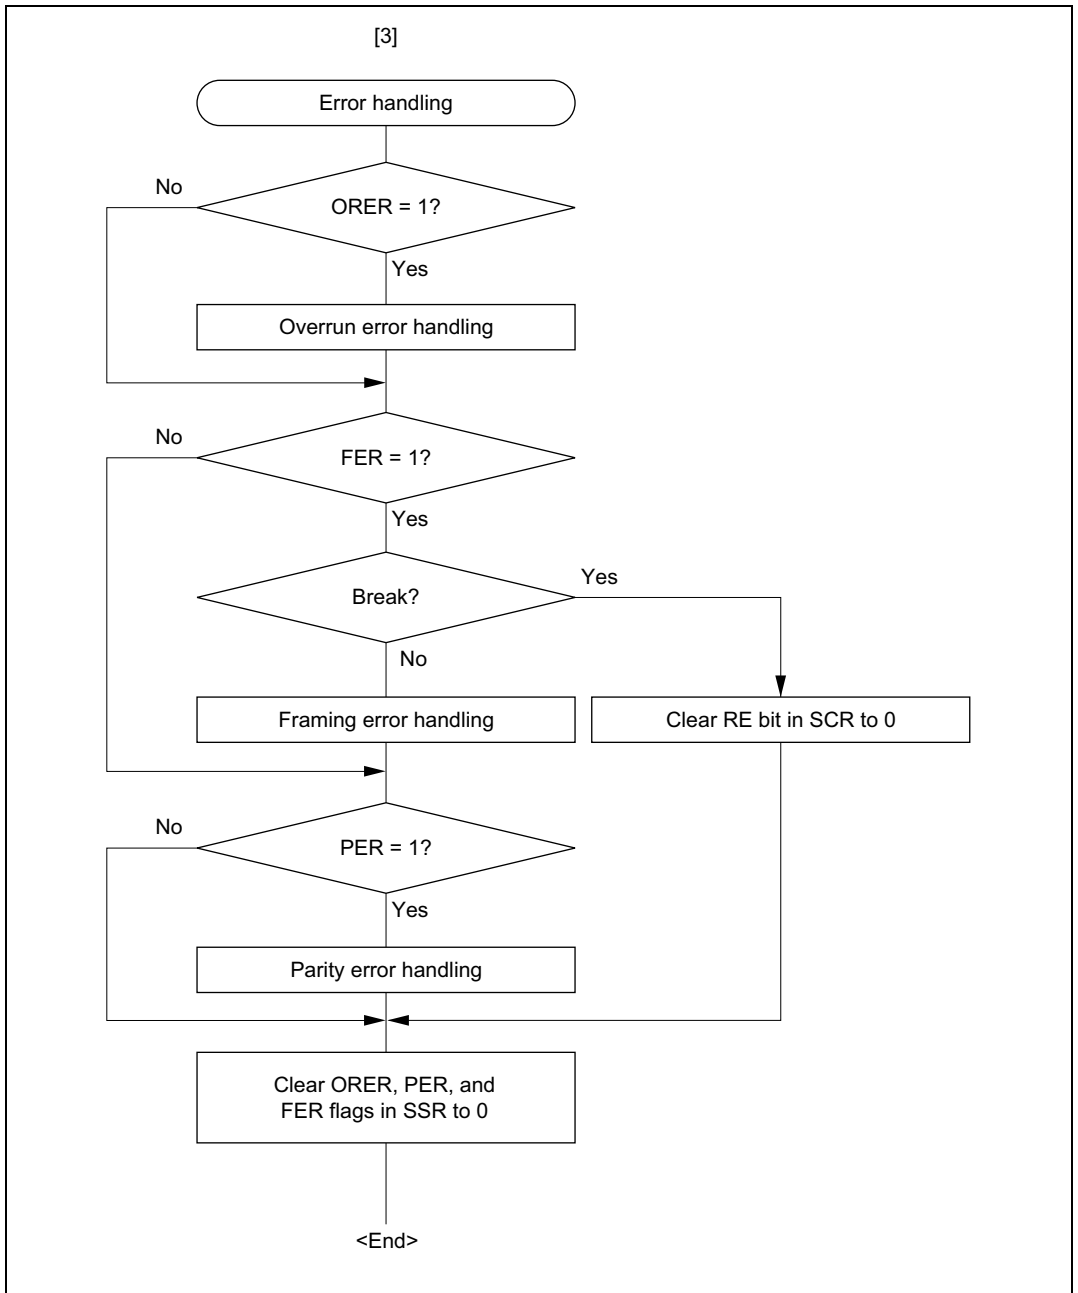 [3]
Error handling
No
ORER = 1?
Yes
Overrun error handling
No
FER = 1?
Yes
Break?
Yes
No
Framing error handling
Clear RE bit in SCR to 0
No
PER = 1?
Yes
Parity error handling
Clear ORER, PER, and
FER flags in SSR to 0
<End>